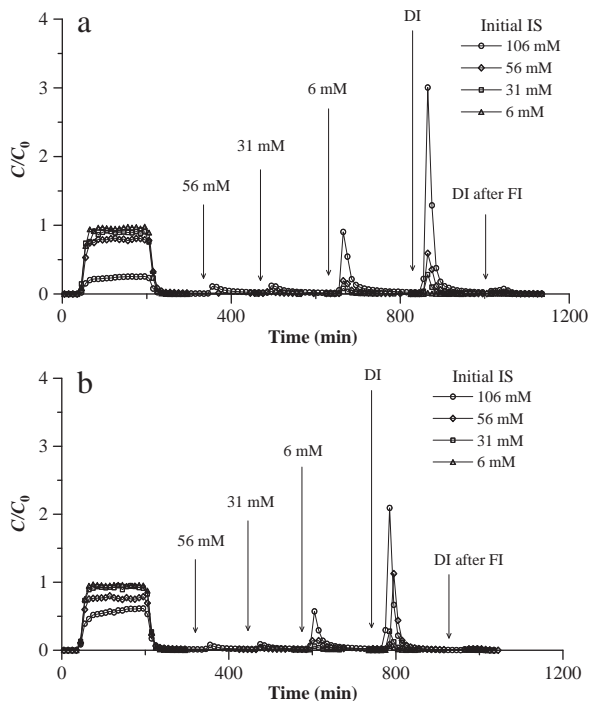 a
4
3
2
1
0
C/C0
DI
Initial IS
106 mM
56 mM
31 mM
6 mM
6 mM
31 mM
56 mM
DI after FI
0
400
800
1200
Time (min)
b
4
3
2
1
0
C/C0
DI
Initial IS
106 mM
56 mM
31 mM
6 mM
6 mM
31 mM
56 mM
DI after FI
0
400
800
1200
Time (min)